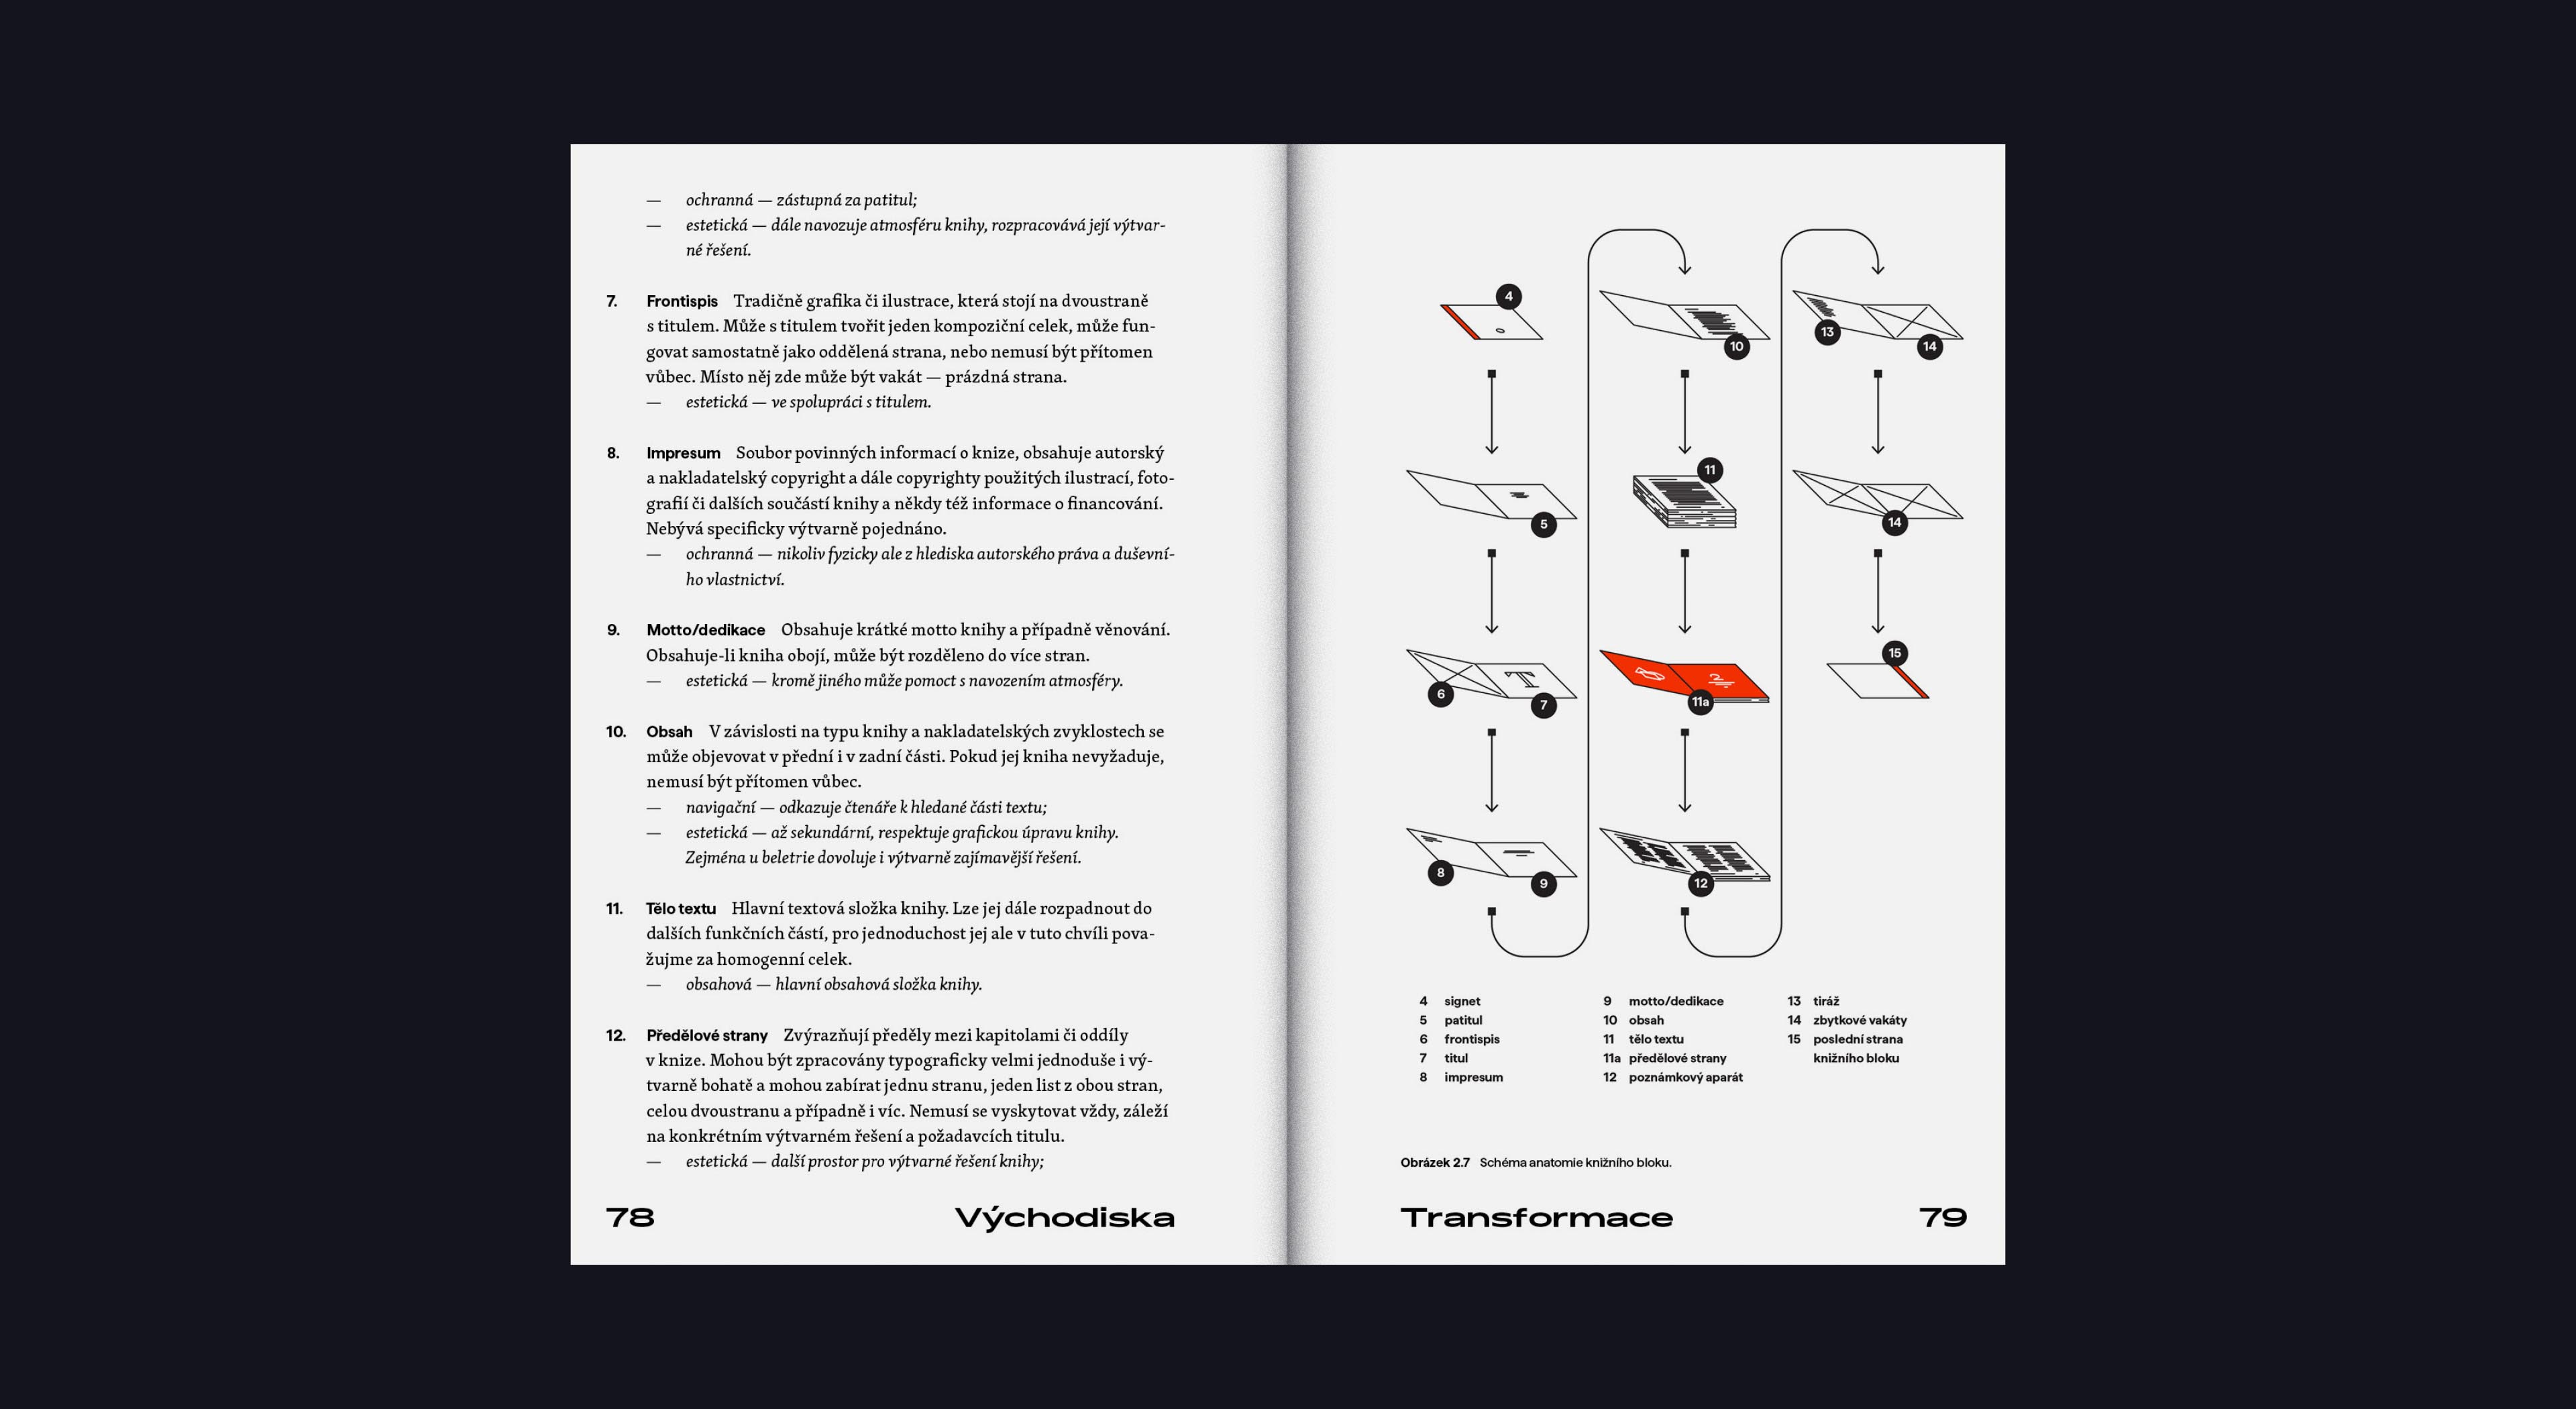 — ochranná — zástupná za patitul;
— estetická — dále navozuje atmosféru knihy, rozpracovává její výtvar-
né řešení.
7. Frontispis Tradičně grafika či ilustrace, která stojí na dvoustraně
s titulem. Může s titulem tvořit jeden kompoziční celek, může fun-
govat samostatně jako oddělená strana, nebo nemusí být přítomen
vůbec. Místo něj zde může být vakát — prázdná strana.
— estetická — ve spolupráci s titulem.
8. Impresum Soubor povinných informací o knize, obsahuje autorský
a nakladatelský copyright a dále copyrighty použitých ilustrací, foto-
grafií či dalších součástí knihy a někdy též informace o financování.
Nebývá specificky výtvarně pojednáno.
— ochranná — nikoliv fyzicky ale z hlediska autorského práva a duševní-
ho vlastnictví.
9. Motto/dedikace Obsahuje krátké motto knihy a případně věnování.
Obsahuje-li kniha obojí, může být rozděleno do více stran.
— estetická — kromě jiného může pomoct s navozením atmosféry.
10. Obsah V závislosti na typu knihy a nakladatelských zvyklostech se
může objevovat v přední i v zadní části. Pokud jej kniha nevyžaduje,
nemusí být přítomen vůbec.
— navigační — odkazuje čtenáře k hledané části textu;
— estetická — až sekundární, respektuje grafickou úpravu knihy.
Zejména u beletrie dovoluje i výtvarně zajímavější řešení.
11. Tělo textu Hlavní textová složka knihy. Lze jej dále rozpadnout do
dalších funkčních částí, pro jednoduchost jej ale v tuto chvíli pova-
žujme za homogenní celek.
— obsahová — hlavní obsahová složka knihy.
12. Předělové strany Zvýrazňují předěly mezi kapitolami či oddíly
v knize. Mohou být zpracovány typograficky velmi jednoduše i vý-
tvarně bohatě a mohou zabírat jednu stranu, jeden list z obou stran,
celou dvoustranu a případně i víc. Nemusí se vyskytovat vždy, záleží
na konkrétním výtvarném řešení a požadavcích titulu.
— estetická — další prostor pro výtvarné řešení knihy;
78 Východiska
4
5
6
T
7
8
9
10
11
11a
12
13
14
14
15
4 signet
5 patitul
6 frontispis
7 titul
8 impresum
9 motto/dedikace
10 obsah
11 tělo textu
11a předělové strany
12 poznámkový aparát
13 tiráž
14 zbytkové vakáty
15 poslední strana
knižního bloku
Obrázek 2.7 Schéma anatomie knižního bloku.
Transformace 79